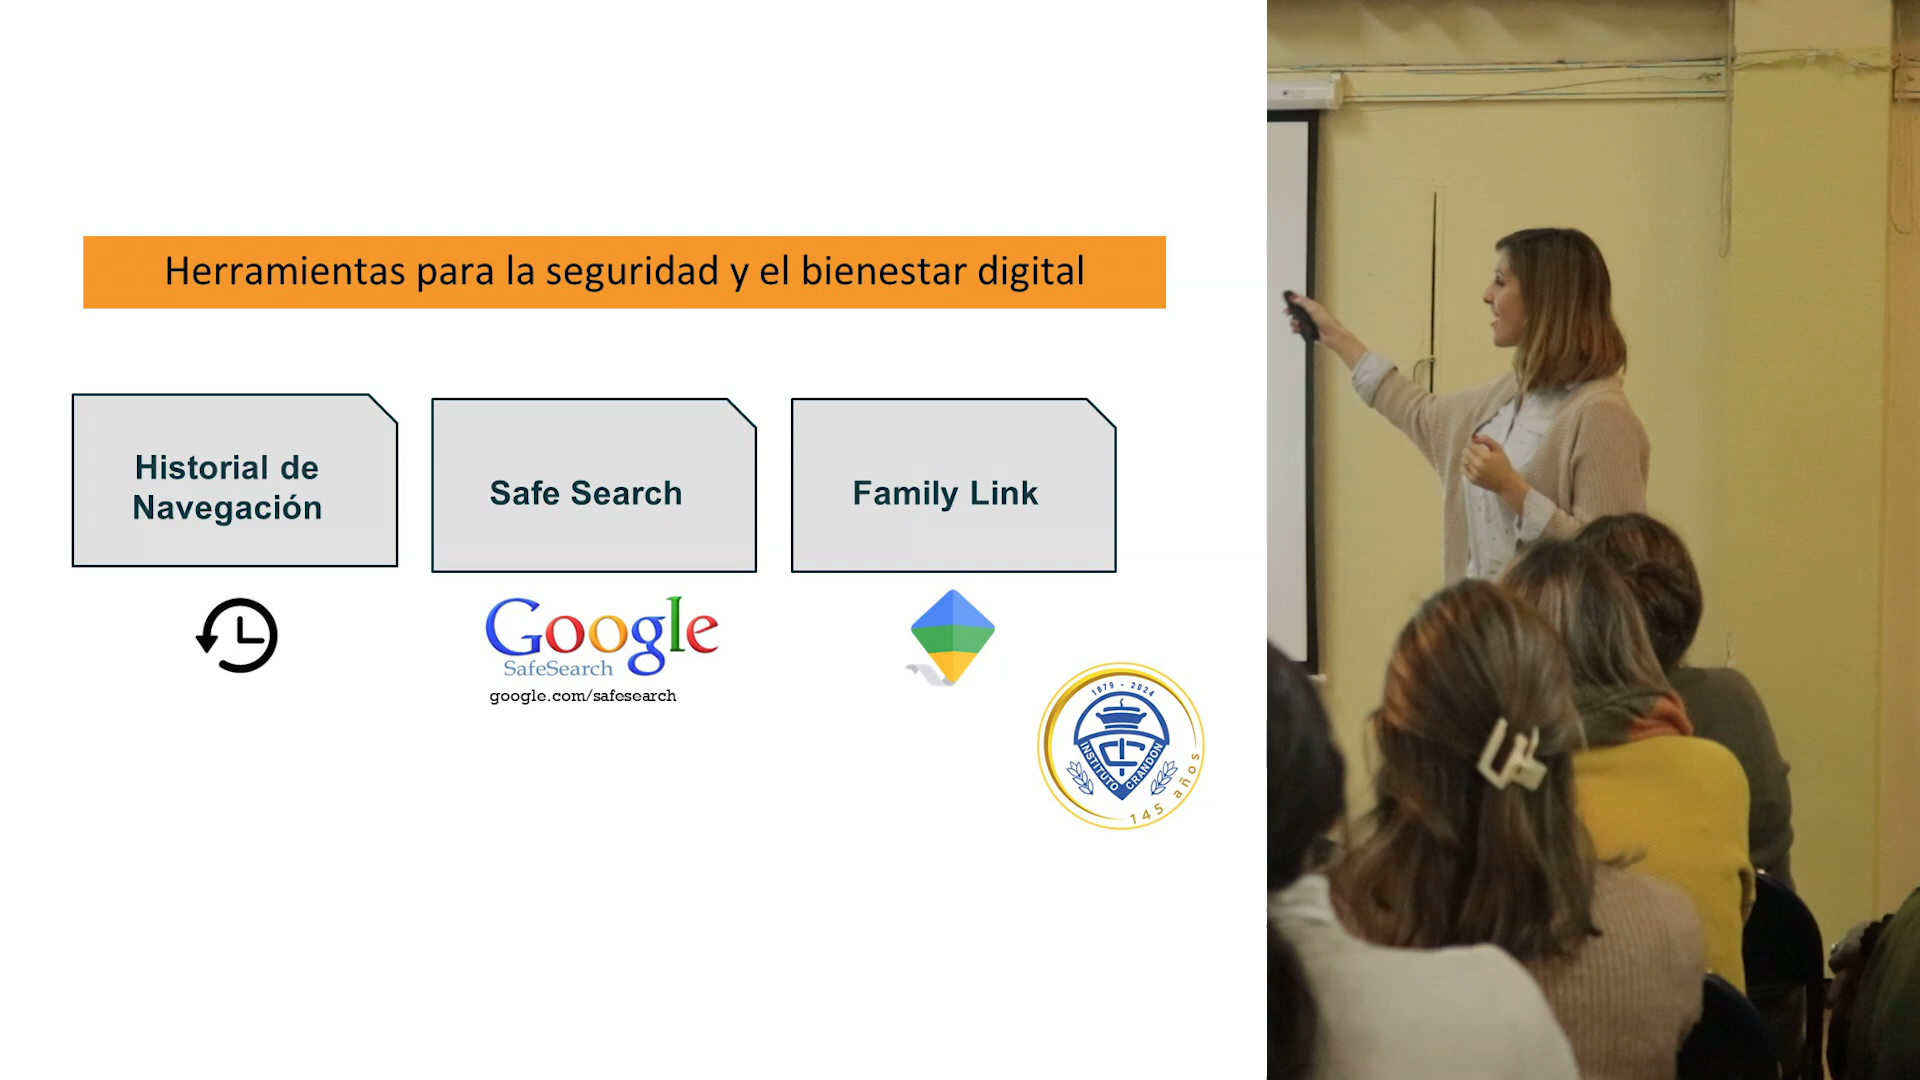 Herramientas para la seguridad y el bienestar digital
Historial de
Navegación
Safe Search
Family Link
Google
SafeSearch
google.com/safesearch
1879 - 2024
INSTITUTO CRANDON
145 años